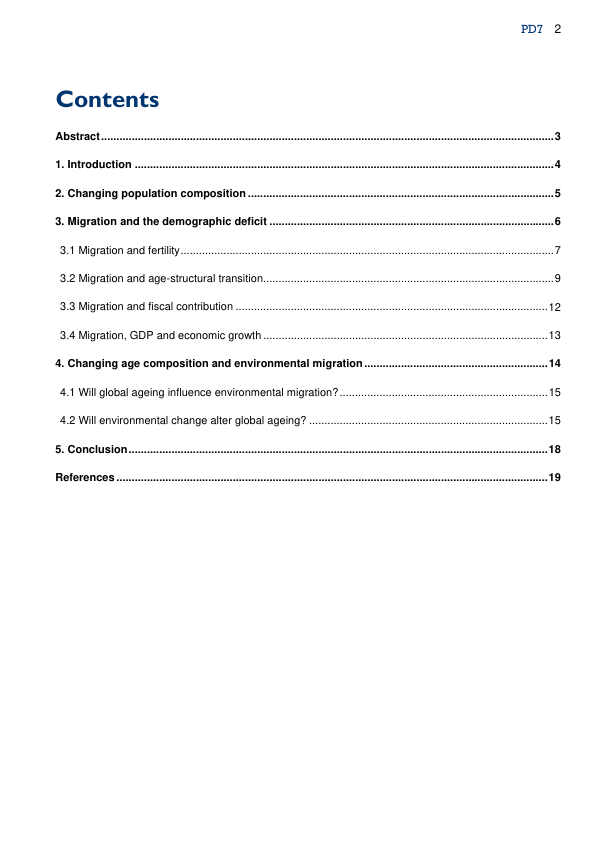 PD7 2
Contents
Abstract....................................................................................................................................................3
1. Introduction .........................................................................................................................................4
2. Changing population composition ....................................................................................................5
3. Migration and the demographic deficit .............................................................................................6
3.1 Migration and fertility........................................................................................................................7
3.2 Migration and age-structural transition.............................................................................................9
3.3 Migration and fiscal contribution .....................................................................................................12
3.4 Migration, GDP and economic growth ............................................................................................13
4. Changing age composition and environmental migration............................................................14
4.1 Will global ageing influence environmental migration?...................................................................15
4.2 Will environmental change alter global ageing? .............................................................................15
5. Conclusion.........................................................................................................................................18
References .............................................................................................................................................19